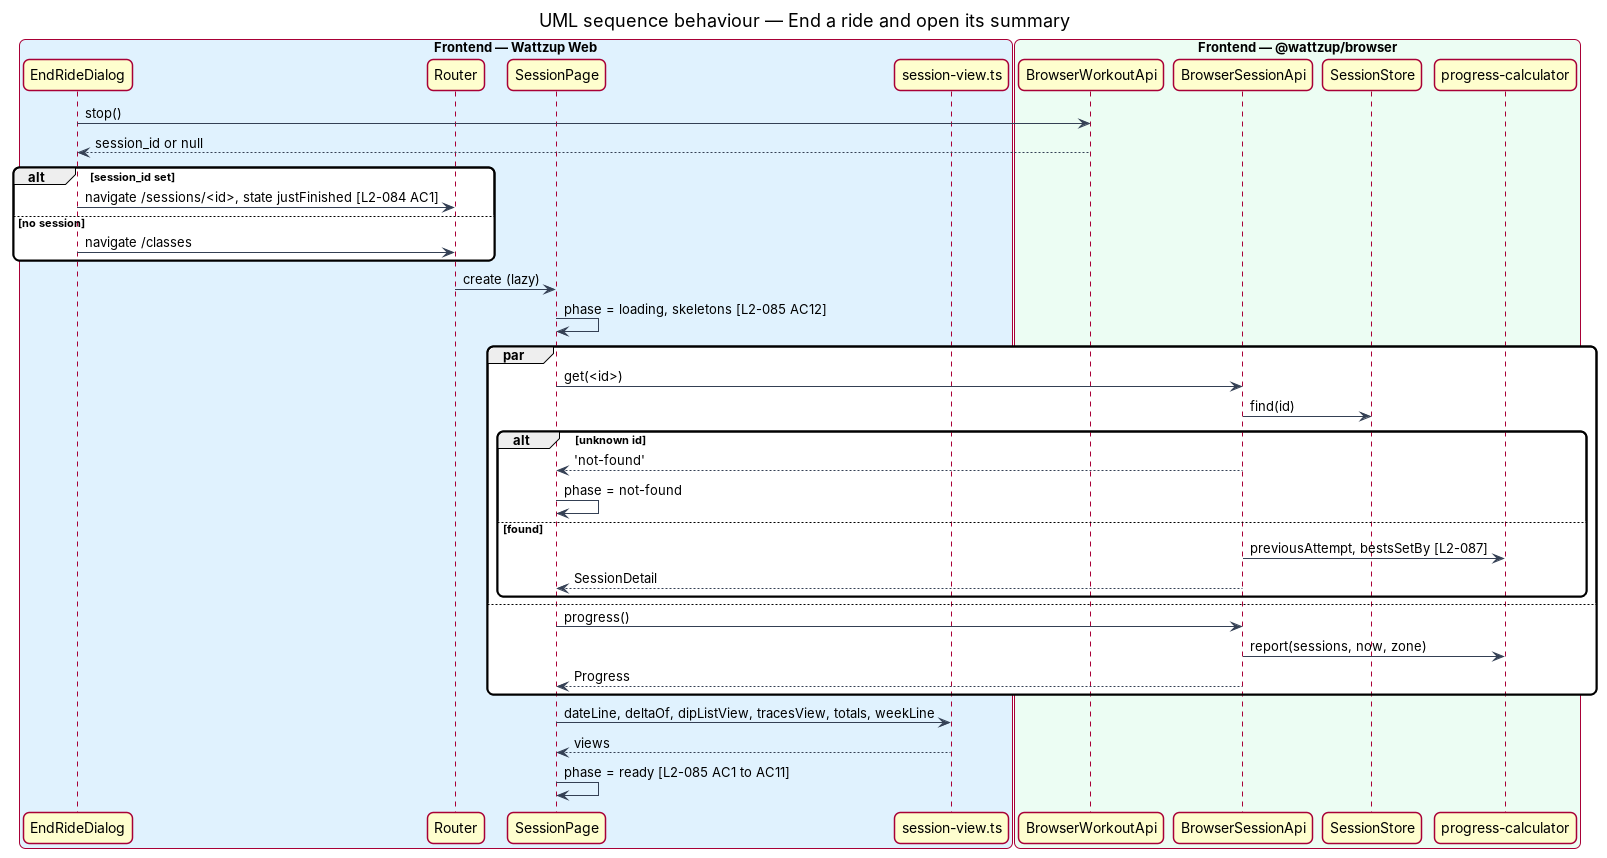 UML sequence behaviour — End a ride and open its summary
Frontend — Wattzup Web
Frontend — @wattzup/browser
EndRideDialog
Router
SessionPage
session-view.ts
BrowserWorkoutApi
BrowserSessionApi
SessionStore
progress-calculator
stop()
session_id or null
alt
[session_id set]
navigate /sessions/<id>, state justFinished [L2-084 AC1]
[no session]
navigate /classes
create (lazy)
phase = loading, skeletons [L2-085 AC12]
par
get(<id>)
find(id)
alt
[unknown id]
'not-found'
phase = not-found
[found]
previousAttempt, bestsSetBy [L2-087]
SessionDetail
progress()
report(sessions, now, zone)
Progress
dateLine, deltaOf, dipListView, tracesView, totals, weekLine
views
phase = ready [L2-085 AC1 to AC11]
EndRideDialog
Router
SessionPage
session-view.ts
BrowserWorkoutApi
BrowserSessionApi
SessionStore
progress-calculator